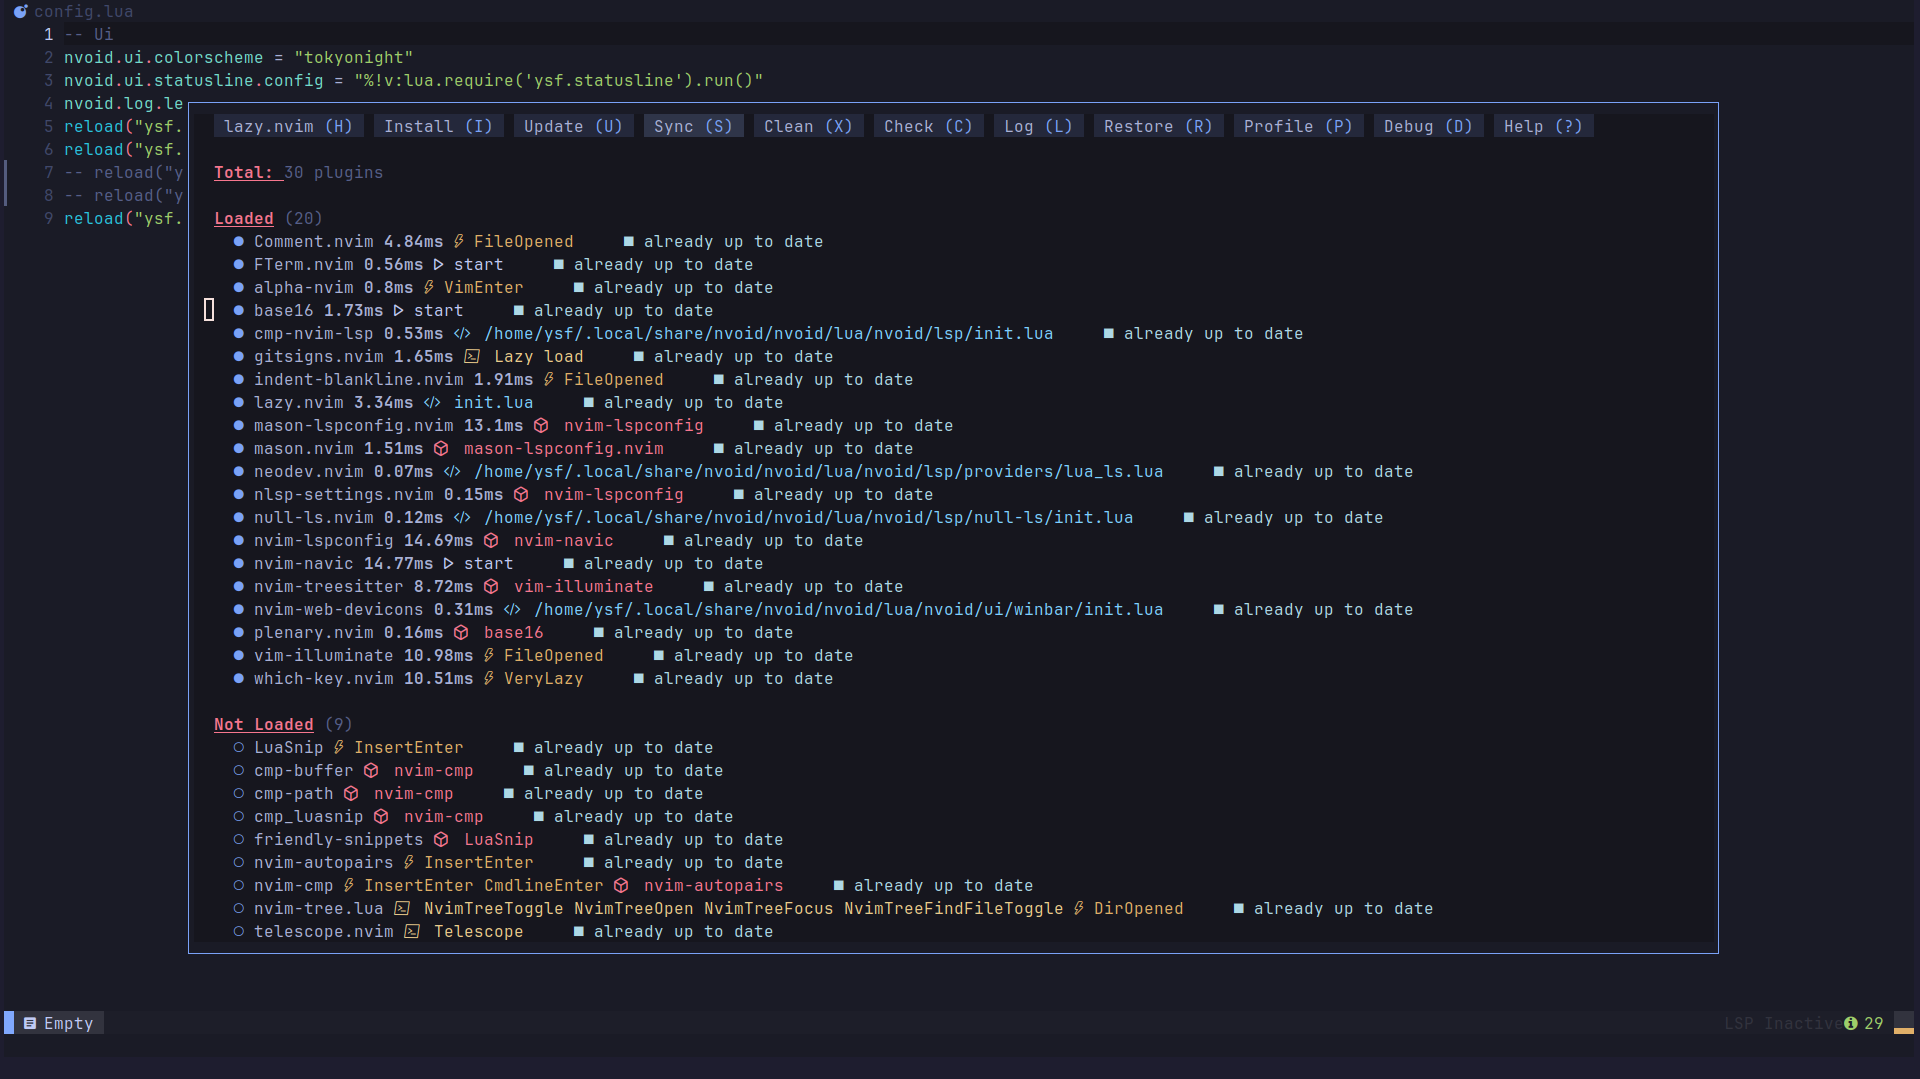 config.lua
1 -- Ui
2 nvoid.ui.colorscheme = "tokyonight"
3 nvoid.ui.statusline.config = "%!v:lua.require('ysf.statusline').run()"
4 nvoid.log.le
5 reload("ysf.
6 reload("ysf.
7 -- reload("y
8 -- reload("y
9 reload("ysf.
lazy.nvim (H) Install (I) Update (U) Sync (S) Clean (X) Check (C) Log (L) Restore (R) Profile (P) Debug (D) Help (?)
Total: 30 plugins
Loaded (20)
● Comment.nvim 4.84ms FileOpened ■ already up to date
● FTerm.nvim 0.56ms start ■ already up to date
● alpha-nvim 0.8ms VimEnter ■ already up to date
● base16 1.73ms start ■ already up to date
● cmp-nvim-lsp 0.53ms </> /home/ysf/.local/share/nvoid/nvoid/lua/nvoid/lsp/init.lua ■ already up to date
● gitsigns.nvim 1.65ms Lazy load ■ already up to date
● indent-blankline.nvim 1.91ms FileOpened ■ already up to date
● lazy.nvim 3.34ms </> init.lua ■ already up to date
● mason-lspconfig.nvim 13.1ms nvim-lspconfig ■ already up to date
● mason.nvim 1.51ms mason-lspconfig.nvim ■ already up to date
● neodev.nvim 0.07ms </> /home/ysf/.local/share/nvoid/nvoid/lua/nvoid/lsp/providers/lua_ls.lua ■ already up to date
● nlsp-settings.nvim 0.15ms nvim-lspconfig ■ already up to date
● null-ls.nvim 0.12ms </> /home/ysf/.local/share/nvoid/nvoid/lua/nvoid/lsp/null-ls/init.lua ■ already up to date
● nvim-lspconfig 14.69ms nvim-navic ■ already up to date
● nvim-navic 14.77ms start ■ already up to date
● nvim-treesitter 8.72ms vim-illuminate ■ already up to date
● nvim-web-devicons 0.31ms </> /home/ysf/.local/share/nvoid/nvoid/lua/nvoid/ui/winbar/init.lua ■ already up to date
● plenary.nvim 0.16ms base16 ■ already up to date
● vim-illuminate 10.98ms FileOpened ■ already up to date
● which-key.nvim 10.51ms VeryLazy ■ already up to date
Not Loaded (9)
○ LuaSnip InsertEnter ■ already up to date
○ cmp-buffer nvim-cmp ■ already up to date
○ cmp-path nvim-cmp ■ already up to date
○ cmp_luasnip nvim-cmp ■ already up to date
○ friendly-snippets LuaSnip ■ already up to date
○ nvim-autopairs InsertEnter ■ already up to date
○ nvim-cmp InsertEnter CmdlineEnter nvim-autopairs ■ already up to date
○ nvim-tree.lua NvimTreeToggle NvimTreeOpen NvimTreeFocus NvimTreeFindFileToggle DirOpened ■ already up to date
○ telescope.nvim Telescope ■ already up to date
Empty LSP Inactive 29